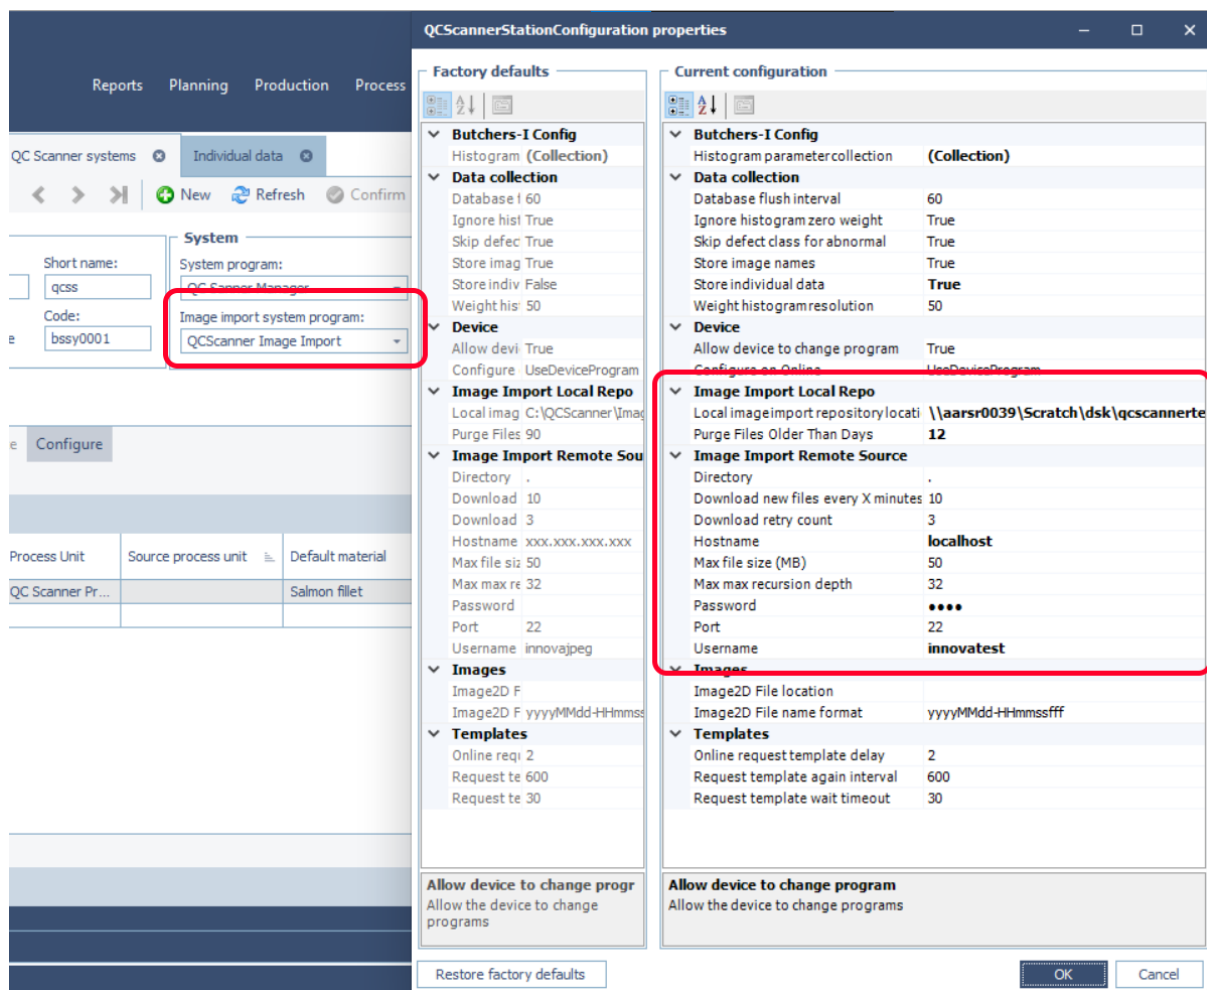 QCScannerStationConfiguration properties
Reports Planning Production Process
QC Scanner systems Individual data
New Refresh Confirm
System
Short name: System program:
qcss QC Sanner Manager
Code: Image import system program:
e bssy0001 QCScanner Image Import
e Configure
Process Unit Source process unit Default material
QC Scanner Pr... Salmon fillet
Factory defaults
Butchers-I Config
Histogram (Collection)
Data collection
Database f 60
Ignore hist True
Skip defec True
Store imag True
Store indiv False
Weight his 50
Device
Allow devi True
Configure UseDeviceProgram
Image Import Local Repo
Local imag C:\QCScanner\Imag
Purge Files 90
Image Import Remote Sou
Directory .
Download 10
Download 3
Hostname xxx.xxx.xxx.xxx
Max file siz 50
Max max re 32
Password
Port 22
Username innovajpeg
Images
Image2D F
Image2D F yyyyMMdd-HHmmss
Templates
Online requ 2
Request te 600
Request te 30
Allow device to change progr
Allow the device to change
programs
Restore factory defaults
Current configuration
Butchers-I Config
Histogram parametercollection (Collection)
Data collection
Database flush interval 60
Ignore histogram zero weight True
Skip defect class for abnormal True
Store image names True
Store individual data True
Weight histogram resolution 50
Device
Allow device to change program True
Configure on Online UseDeviceProgram
Image Import Local Repo
Local image import repository locati \\aarsr0039\Scratch\dsk\qcscannerte
Purge Files Older Than Days 12
Image Import Remote Source
Directory .
Download new files every X minutes 10
Download retry count 3
Hostname localhost
Max file size (MB) 50
Max max recursion depth 32
Password ●●●●
Port 22
Username innovatest
Images
Image2D File location
Image2D File name format yyyyMMdd-HHmmssfff
Templates
Online request template delay 2
Request template again interval 600
Request template wait timeout 30
Allow device to change program
Allow the device to change programs
OK Cancel